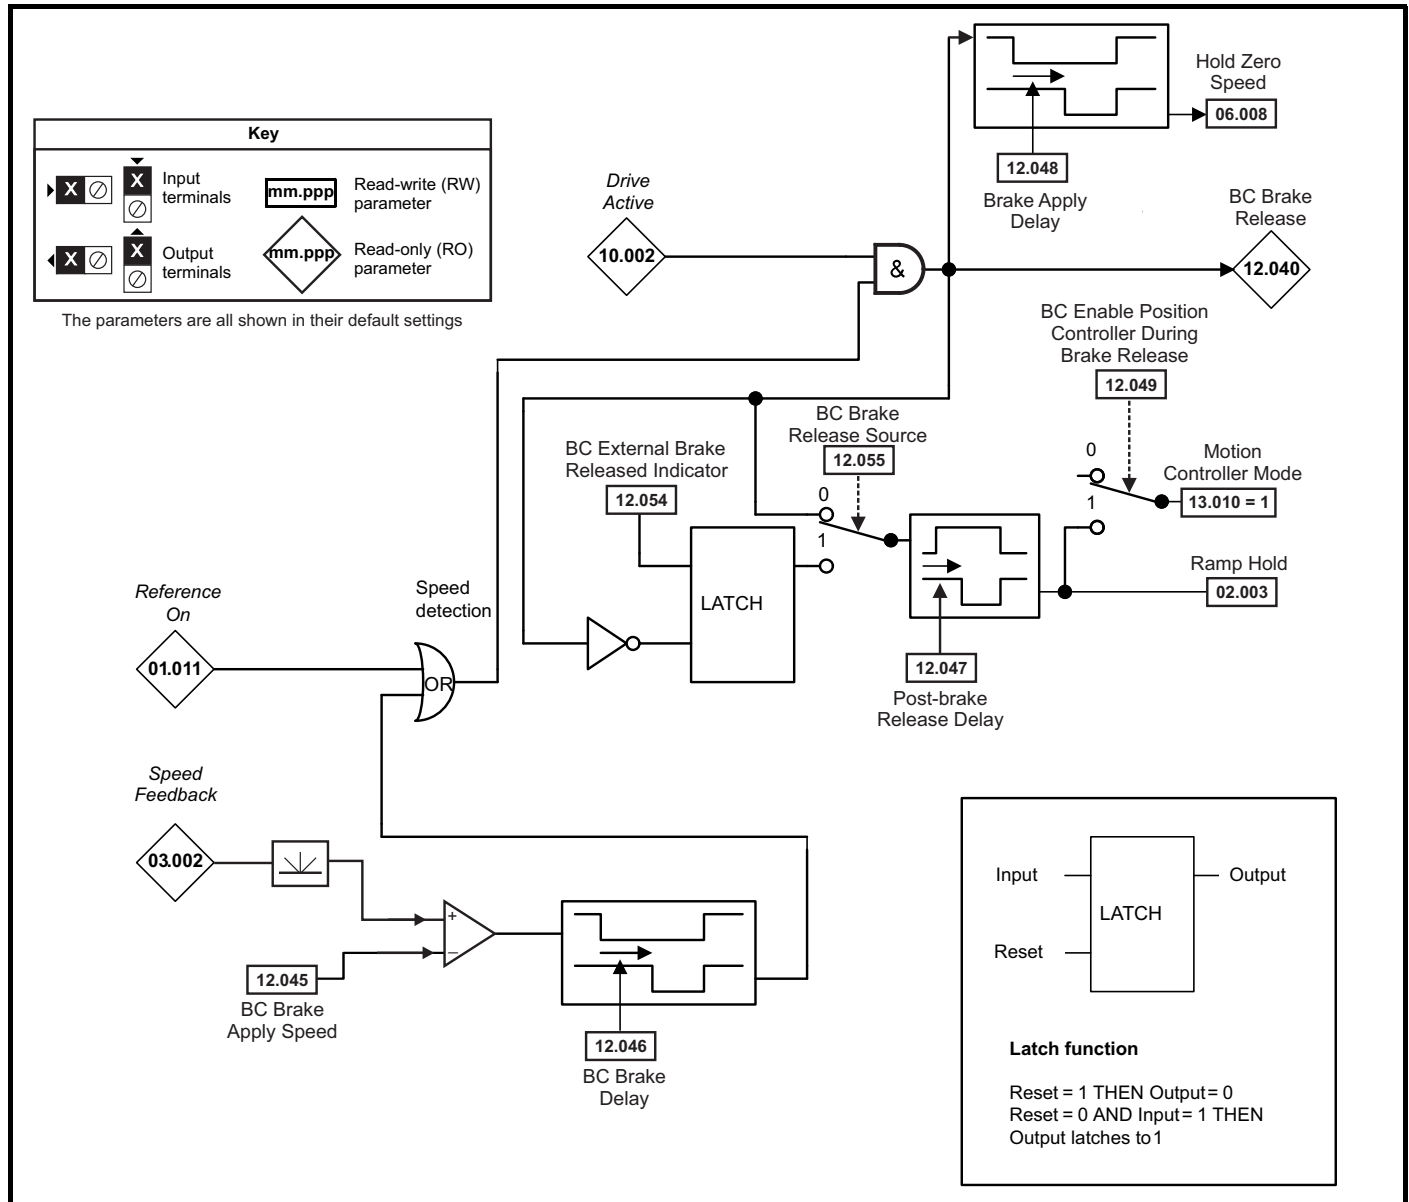 Hold Zero
Speed
06.008
12.048
Brake Apply
Delay
Key
X
X
Input
terminals
mm.ppp
Read-write (RW)
parameter
X
X
Output
terminals
mm.ppp
Read-only (RO)
parameter
The parameters are all shown in their default settings
Drive
Active
10.002
&
BC Brake
Release
12.040
BC Enable Position
Controller During
Brake Release
12.049
BC Brake
Release Source
12.055
BC External Brake
Released Indicator
12.054
0
1
LATCH
0
1
Motion
Controller Mode
13.010 = 1
Ramp Hold
02.003
12.047
Post-brake
Release Delay
Reference
On
01.011
Speed
detection
OR
Speed
Feedback
03.002
+
–
12.045
BC Brake
Apply Speed
12.046
BC Brake
Delay
Input
LATCH
Output
Reset
Latch function
Reset = 1 THEN Output = 0
Reset = 0 AND Input = 1 THEN
Output latches to 1